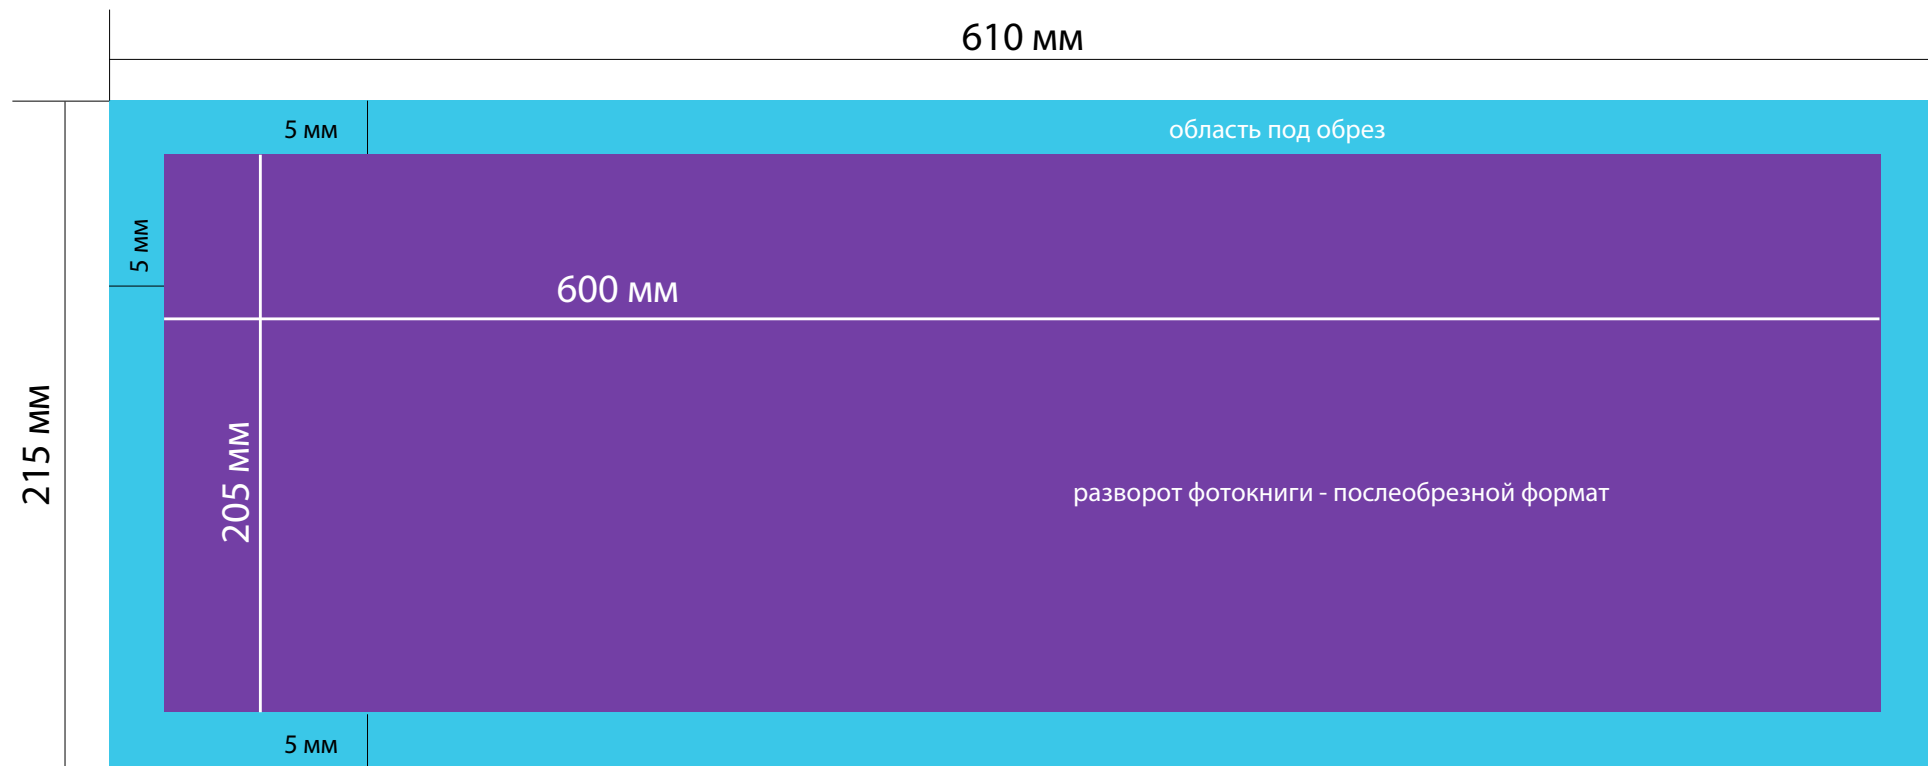 610 мм
5 мм
область под обрез
5 мм
600 мм
215 мм
205 мм
разворот фотокниги - послеобрезной формат
5 мм